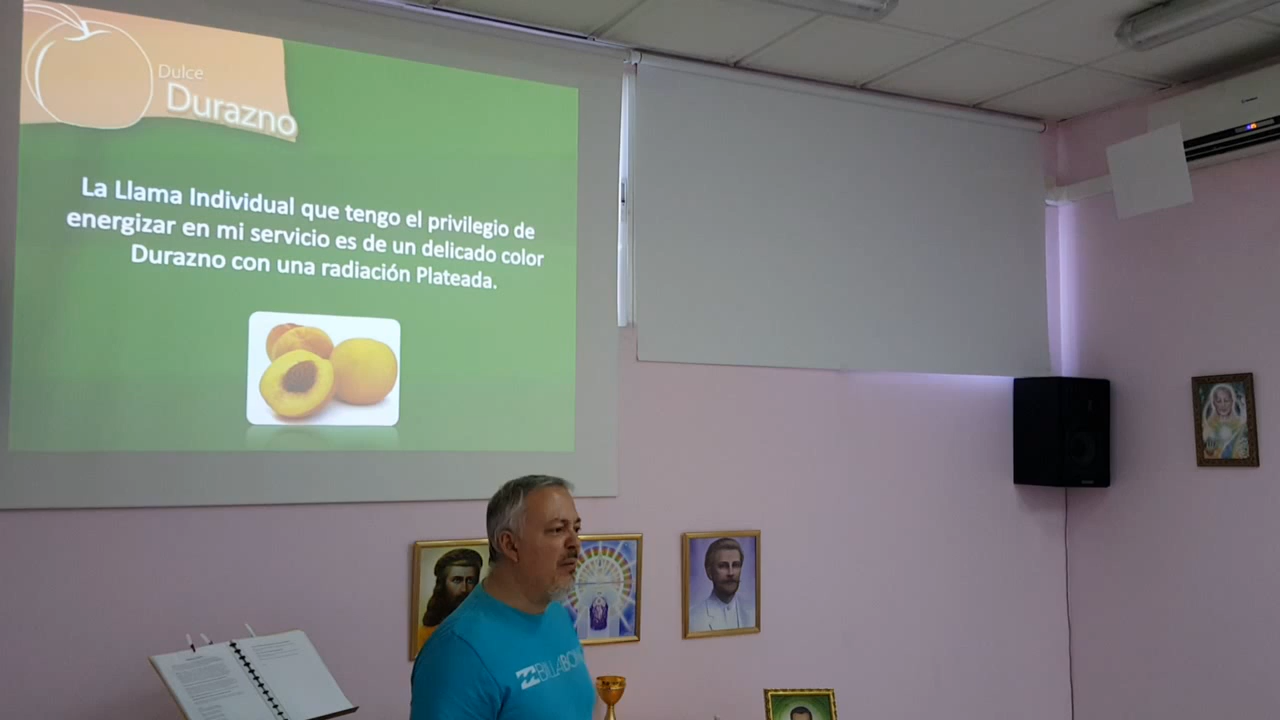 Dulce
Durazno
La Llama Individual que tengo el privilegio de
energizar en mi servicio es de un delicado color
Durazno con una radiación Plateada.
BILLABONG